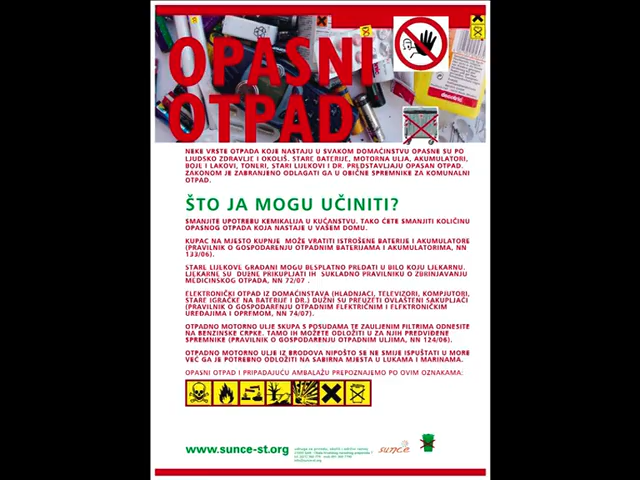 OPASNI
OTPAD
NEKE VRSTE OTPADA KOJE NASTAJU U SVAKOM DOMAĆINSTVU OPASNE SU PO
LJUDSKO ZDRAVLJE I OKOLIŠ. STARE BATERIJE, MOTORNA ULJA, AKUMULATORI,
BOJE I LAKOVI, TONERI, STARI LIJEKOVI I DR. PREDSTAVLJAJU OPASAN OTPAD.
ZAKONOM JE ZABRANJENO ODLAGATI GA U OBIČNE SPREMNIKE ZA KOMUNALNI
OTPAD.
ŠTO JA MOGU UČINITI?
SMANJITE UPOTREBU KEMIKALIJA U KUĆANSTVU. TAKO ĆETE SMANJITI KOLIČINU
OPASNOG OTPADA KOJA NASTAJE U VAŠEM DOMU.
KUPAC NA MJESTO KUPNJE MOŽE VRATITI ISTROŠENE BATERIJE I AKUMULATORE
(PRAVILNIK O GOSPODARENJU OTPADNIM BATERIJAMA I AKUMULATORIMA, NN
133/06).
STARE LIJEKOVE GRAĐANI MOGU BESPLATNO PREDATI U BILO KOJU LJEKARNU.
LJEKARNE SU DUŽNE PRIKUPLJATI IH SUKLADNO PRAVILNIKU O ZBRINJAVANJU
MEDICINSKOG OTPADA, NN 72/07 .
ELEKTRONIČKI OTPAD IZ DOMAĆINSTAVA (HLADNJACI, TELEVIZORI, KOMPJUTORI,
STARE IGRAČKE NA BATERIJE I DR.) DUŽNI SU PREUZETI OVLAŠTENI SAKUPLJAČI
(PRAVILNIK O GOSPODARENJU OTPADNIM ELEKTRIČNIM I ELEKTRONIČKIM
UREĐAJIMA I OPREMOM, NN 74/07).
OTPADNO MOTORNO ULJE SKUPA S POSUDAMA TE ZAULJENIM FILTRIMA ODNESITE
NA BENZINSKE CRPKE. TAMO IH MOŽETE ODLOŽITI U ZA NJIH PREDVIĐENE
SPREMNIKE (PRAVILNIK O GOSPODARENJU OTPADNIM ULJIMA, NN 124/06).
OTPADNO MOTORNO ULJE IZ BRODOVA NIPOŠTO SE NE SMIJE ISPUŠTATI U MORE
VEĆ GA JE POTREBNO ODLOŽITI NA SABIRNA MJESTA U LUKAMA I MARINAMA.
OPASNI OTPAD I PRIPADAJUĆU AMBALAŽU PREPOZNAJEMO PO OVIM OZNAKAMA:
www.sunce-st.org
sunce